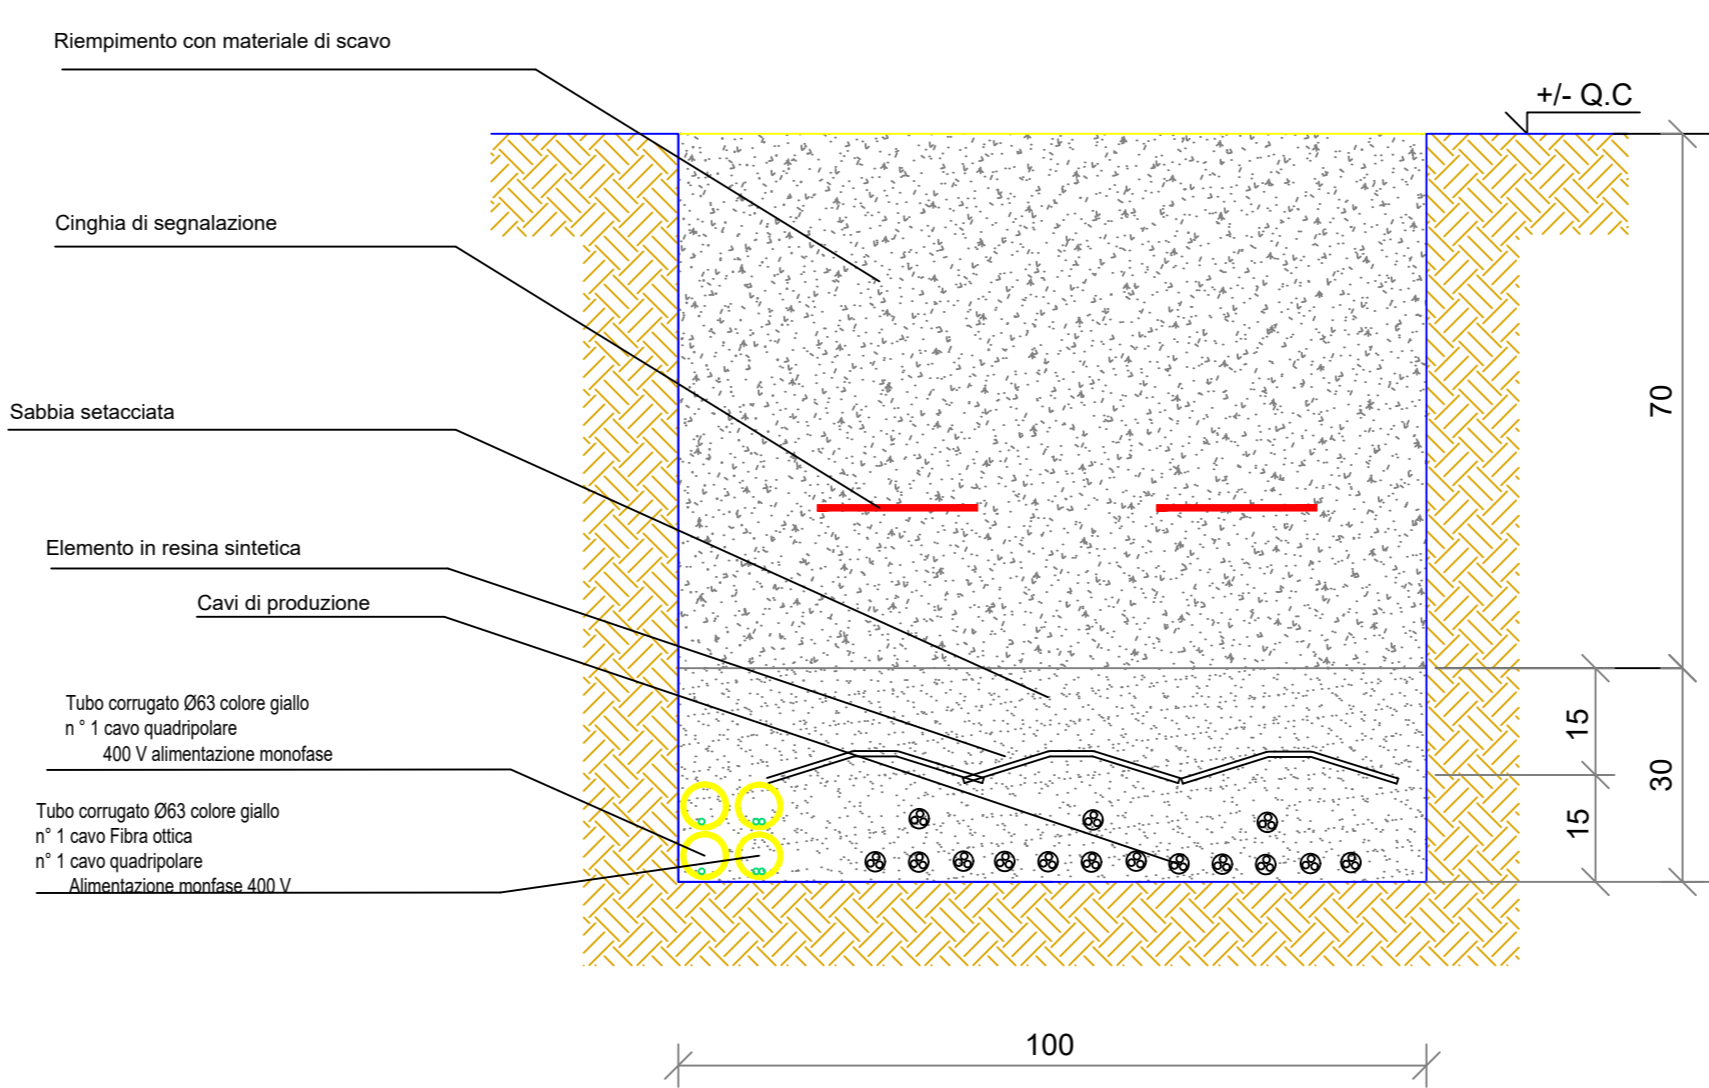 Riempimento con materiale di scavo
+/- Q.C
Cinghia di segnalazione
70
Sabbia setacciata
Elemento in resina sintetica
Cavi di produzione
Tubo corrugato Ø63 colore giallo
n ° 1 cavo quadripolare
400 V alimentazione monofase
15
30
15
Tubo corrugato Ø63 colore giallo
n° 1 cavo Fibra ottica
n° 1 cavo quadripolare
Alimentazione monfase 400 V
100